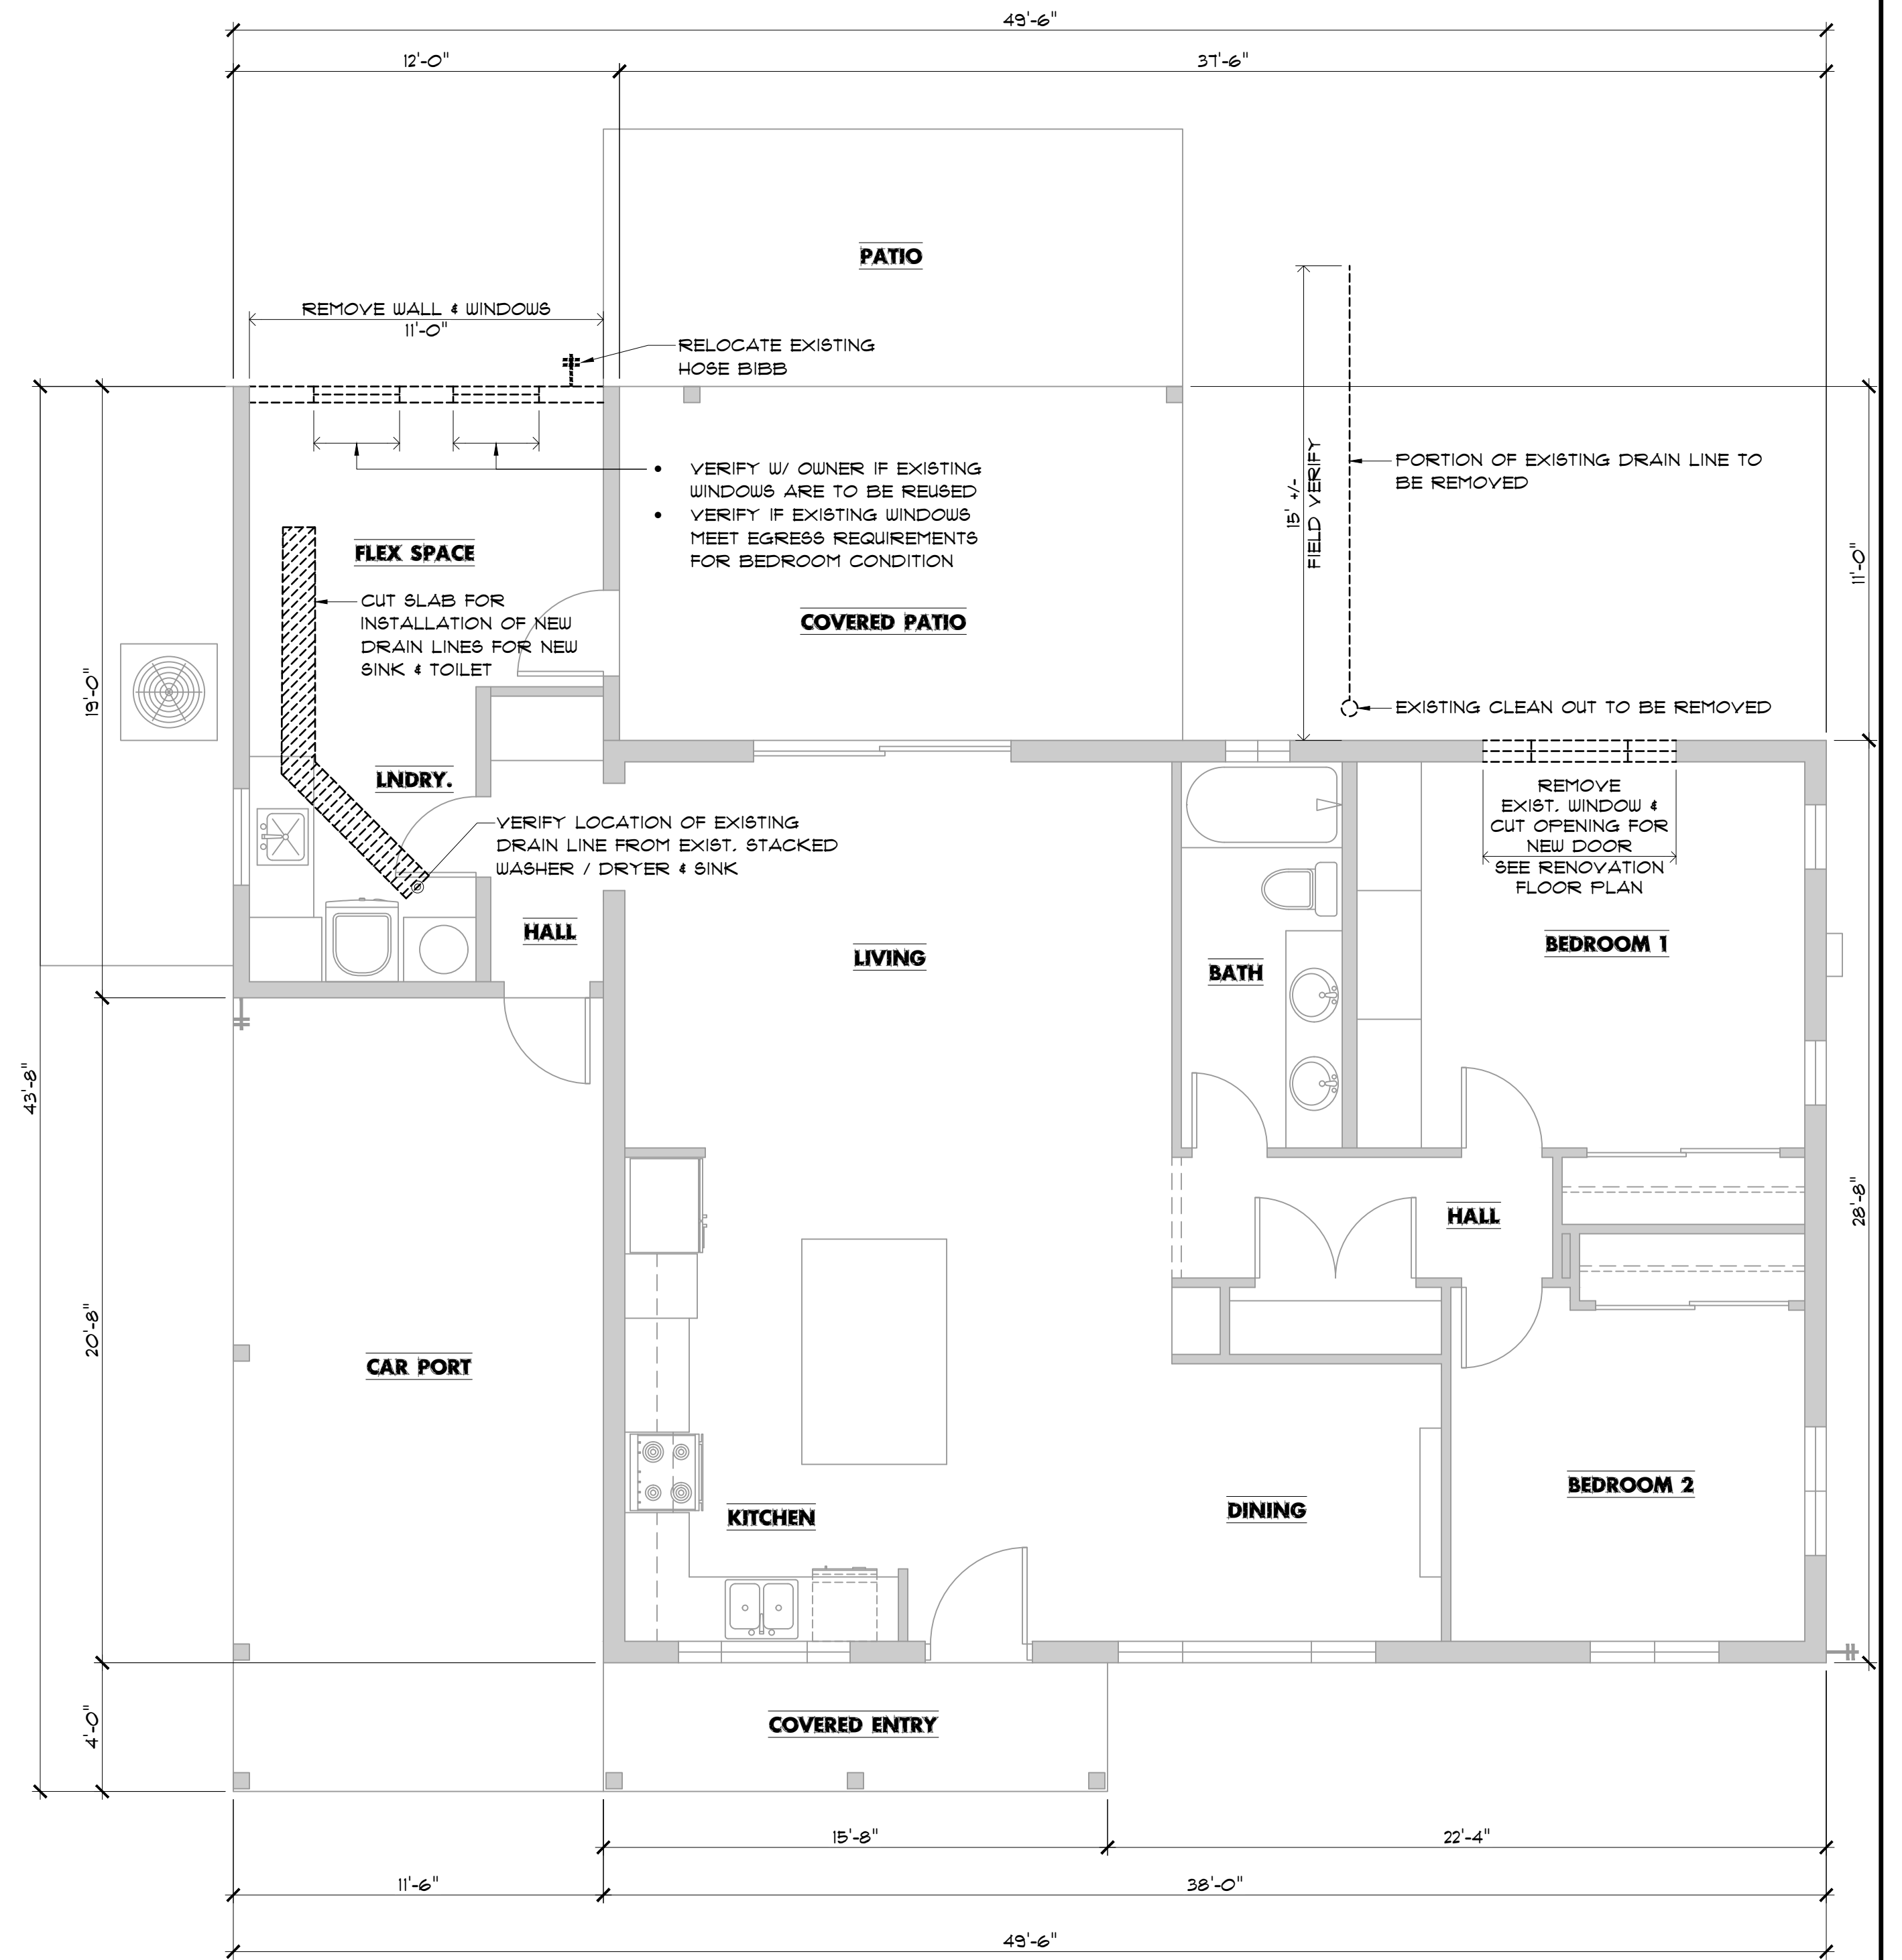 49'-6"
12'-0"
37'-6"
PATIO
REMOVE WALL & WINDOWS
11'-0"
RELOCATE EXISTING
HOSE BIBB
VERIFY W/ OWNER IF EXISTING
WINDOWS ARE TO BE REUSED
VERIFY IF EXISTING WINDOWS
MEET EGRESS REQUIREMENTS
FOR BEDROOM CONDITION
15' +/-
FIELD VERIFY
PORTION OF EXISTING DRAIN LINE TO
BE REMOVED
11'-0"
FLEX SPACE
CUT SLAB FOR
INSTALLATION OF NEW
DRAIN LINES FOR NEW
SINK & TOILET
COVERED PATIO
19'-0"
EXISTING CLEAN OUT TO BE REMOVED
LNDRY.
VERIFY LOCATION OF EXISTING
DRAIN LINE FROM EXIST. STACKED
WASHER / DRYER & SINK
REMOVE
EXIST. WINDOW &
CUT OPENING FOR
NEW DOOR
SEE RENOVATION
FLOOR PLAN
HALL
LIVING
BATH
BEDROOM 1
43'-8"
28'-8"
HALL
20'-8"
CAR PORT
KITCHEN
DINING
BEDROOM 2
4'-0"
COVERED ENTRY
15'-8"
22'-4"
11'-6"
38'-0"
49'-6"